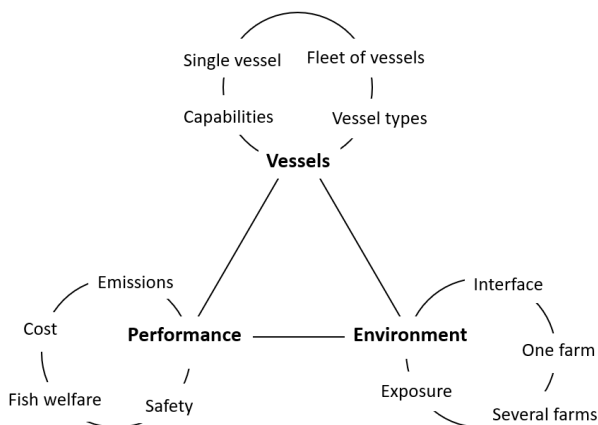 Single vessel
Fleet of vessels
Capabilities
Vessel types
Vessels
Emissions
Cost
Performance
Fish welfare
Safety
Interface
Environment
One farm
Exposure
Several farms